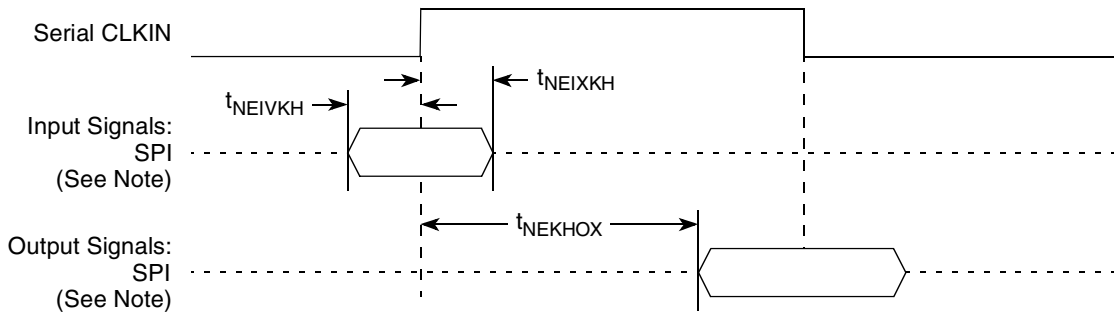 Serial CLKIN
tNEIXKH
tNEIVKH
Input Signals:
SPI
(See Note)
tNEKHOX
Output Signals:
SPI
(See Note)